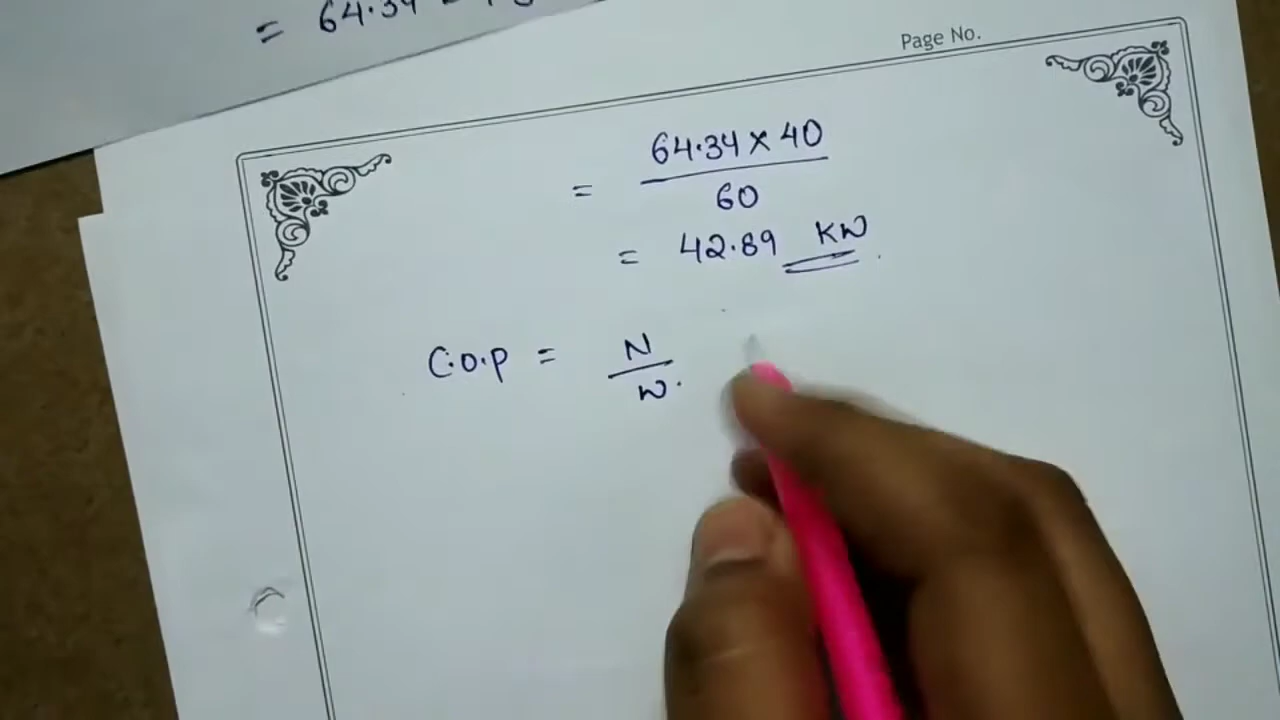 = 64.34
Page No.
= 64.34 x 40 / 60
= 42.89 KW
C.O.P = N / W.